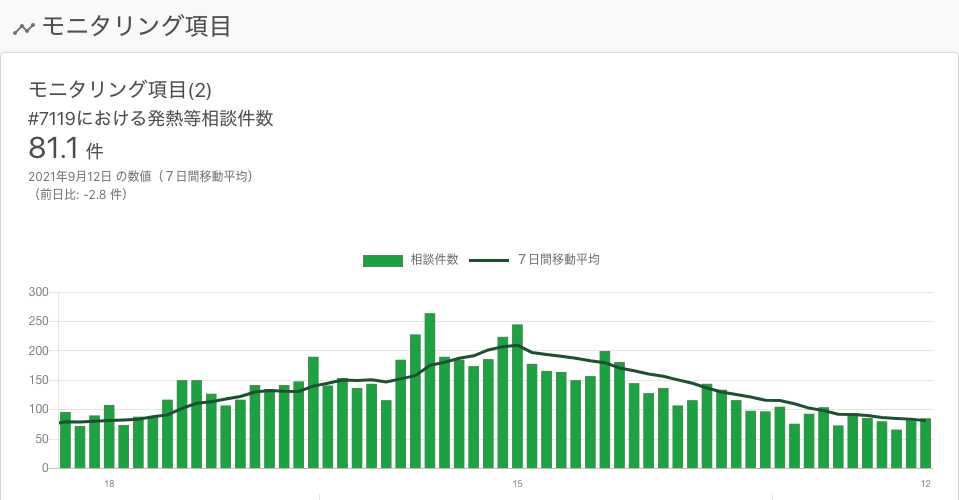 モニタリング項目
モニタリング項目(2)
#7119における発熱等相談件数
81.1 件
2021年9月12日 の数値（７日間移動平均）
（前日比: -2.8 件）
相談件数 ７日間移動平均
300
250
200
150
100
50
0
18 15 12